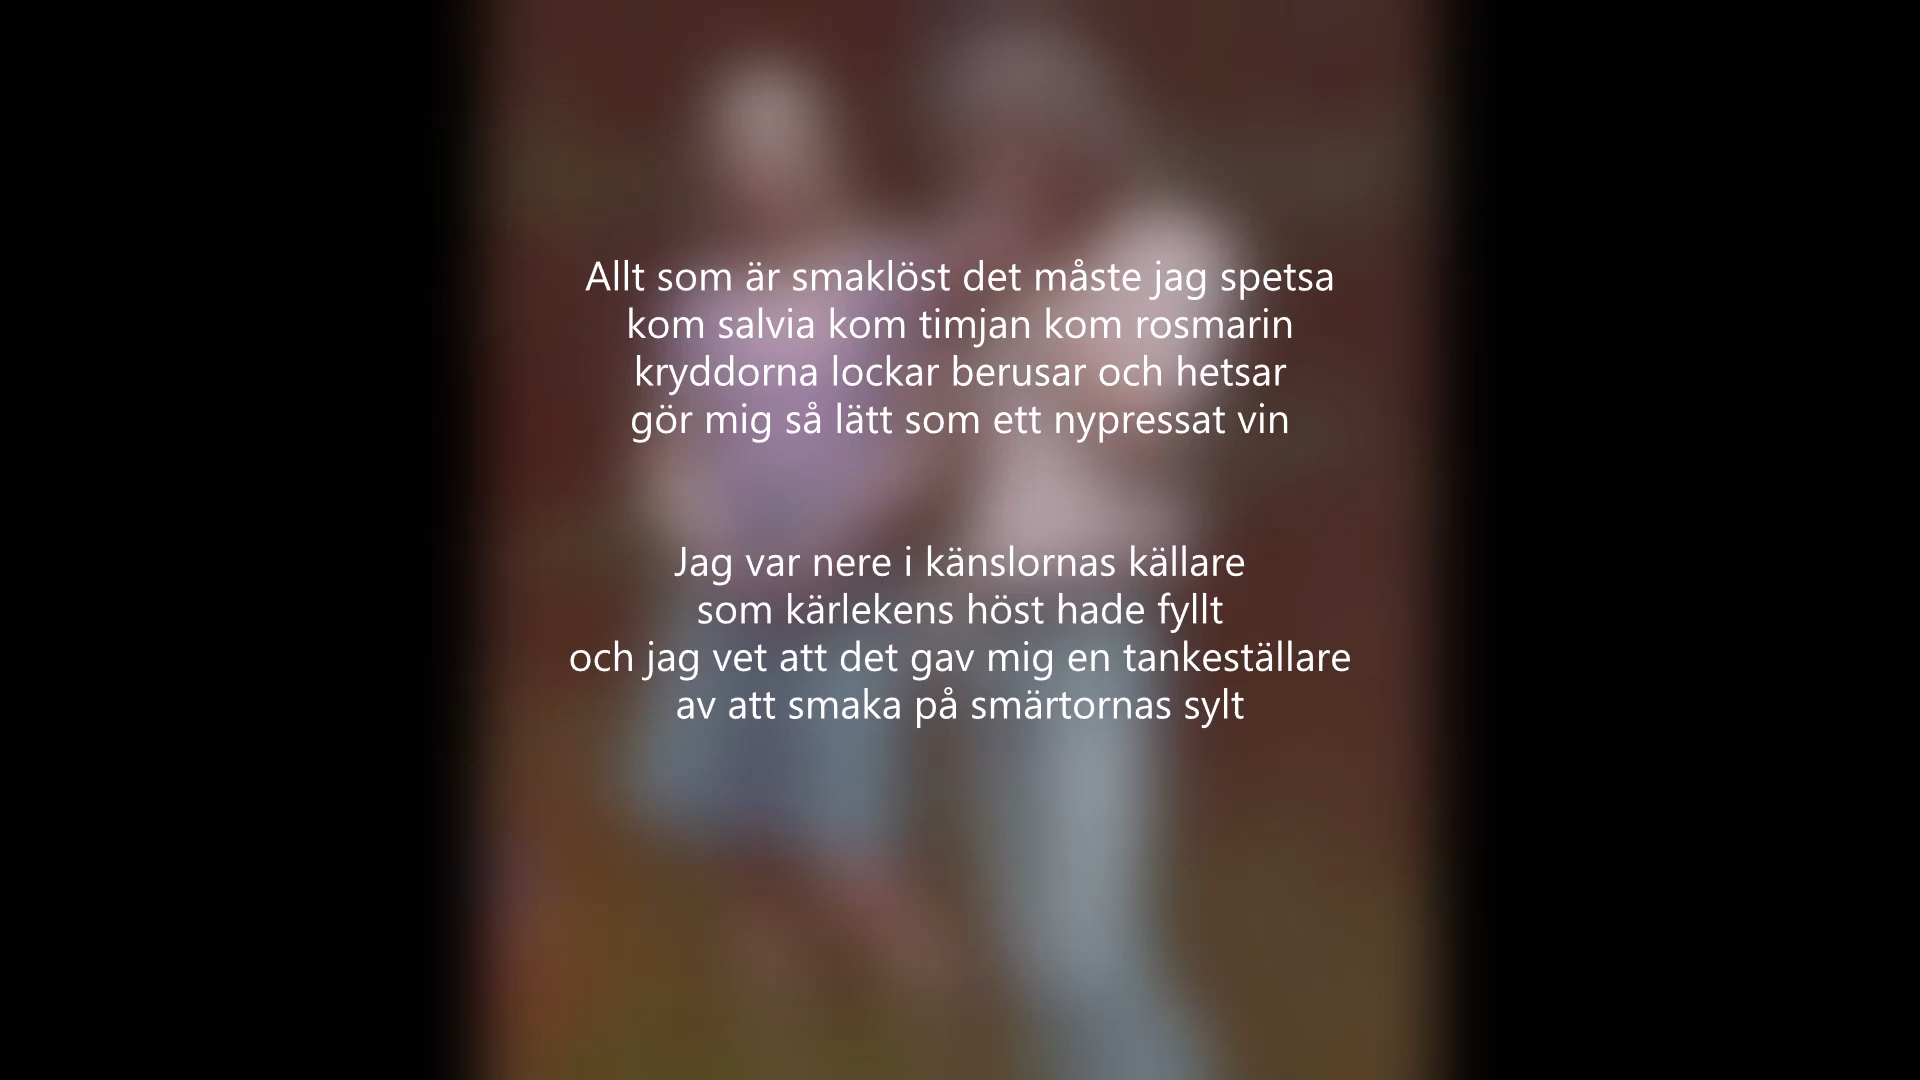 Allt som är smaklöst det måste jag spetsa
kom salvia kom timjan kom rosmarin
kryddorna lockar berusar och hetsar
gör mig så lätt som ett nypressat vin
Jag var nere i känslornas källare
som kärlekens höst hade fyllt
och jag vet att det gav mig en tankeställare
av att smaka på smärtornas sylt